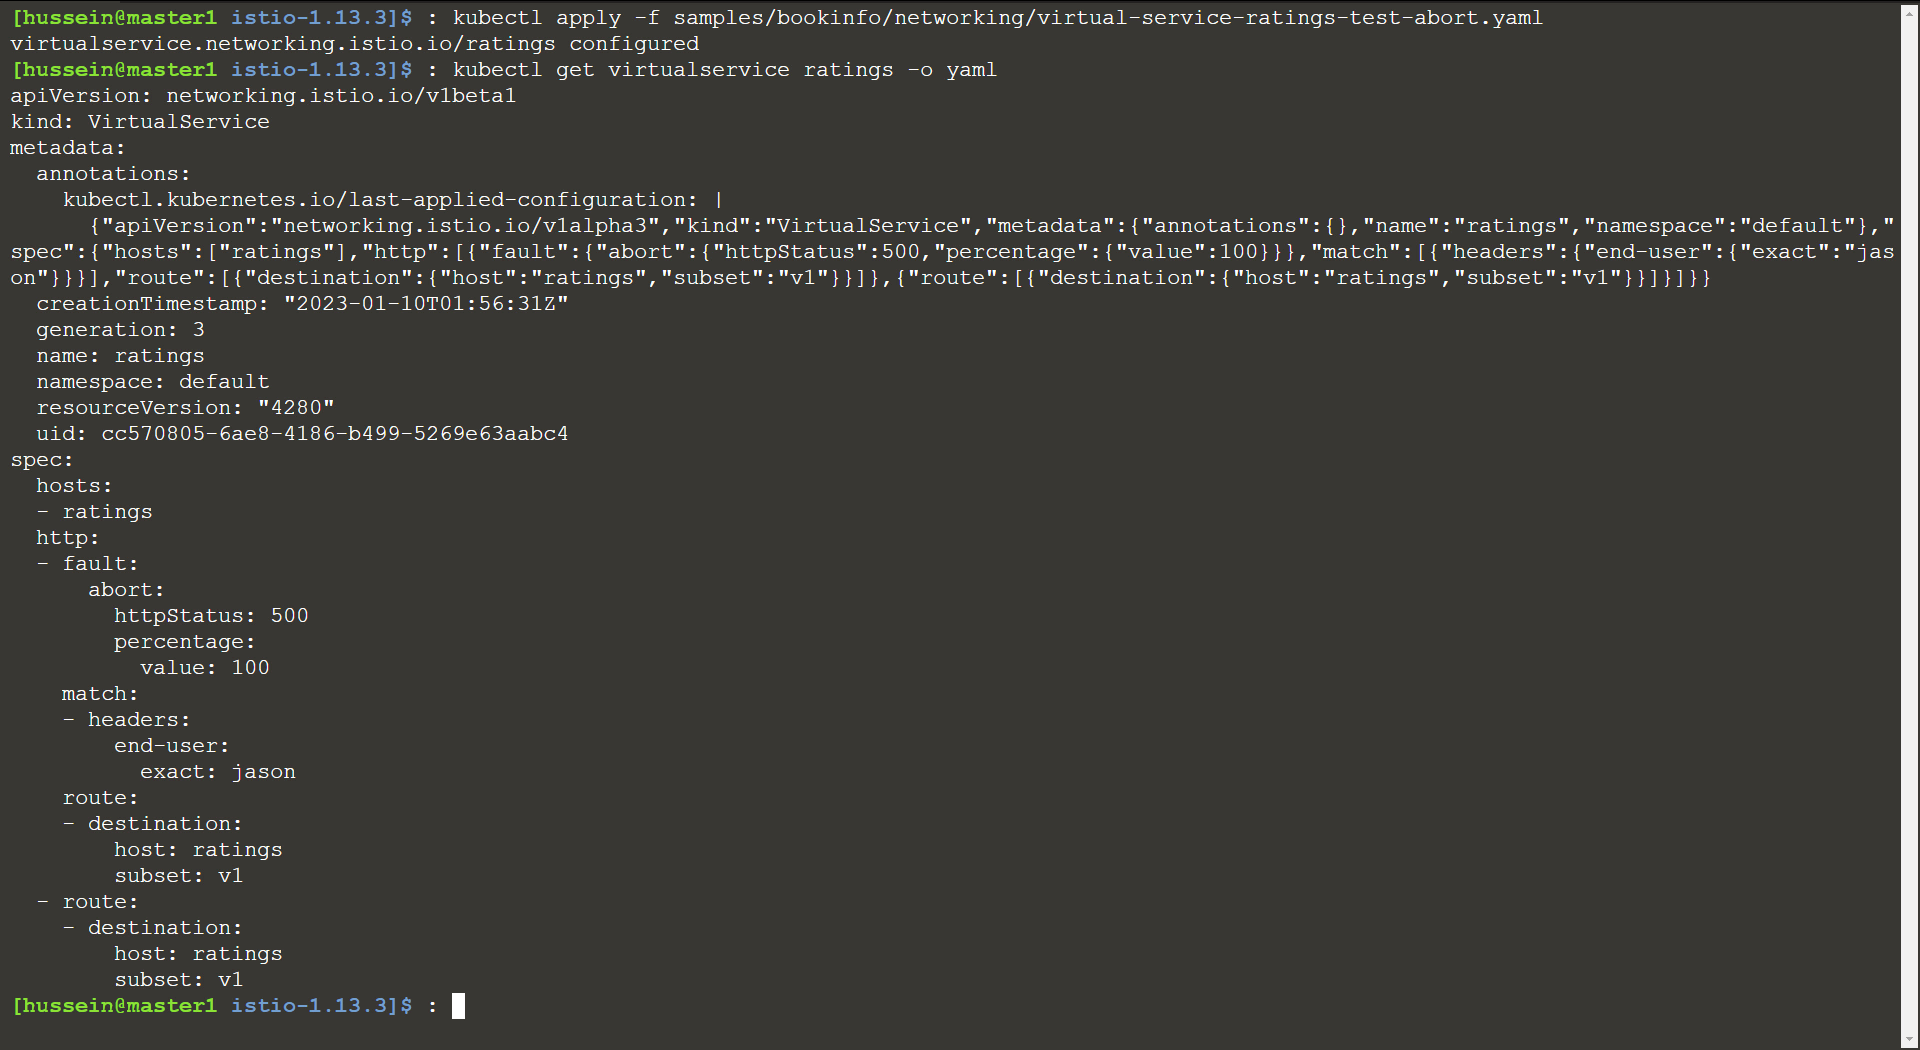 [hussein@master1 istio-1.13.3]$ : kubectl apply -f samples/bookinfo/networking/virtual-service-ratings-test-abort.yaml
virtualservice.networking.istio.io/ratings configured
[hussein@master1 istio-1.13.3]$ : kubectl get virtualservice ratings -o yaml
apiVersion: networking.istio.io/v1beta1
kind: VirtualService
metadata:
  annotations:
    kubectl.kubernetes.io/last-applied-configuration: |
      {"apiVersion":"networking.istio.io/v1alpha3","kind":"VirtualService","metadata":{"annotations":{},"name":"ratings","namespace":"default"},"
spec":{"hosts":["ratings"],"http":[{"fault":{"abort":{"httpStatus":500,"percentage":{"value":100}}},"match":[{"headers":{"end-user":{"exact":"jas
on"}}}],"route":[{"destination":{"host":"ratings","subset":"v1"}}]},{"route":[{"destination":{"host":"ratings","subset":"v1"}}]}]}}
  creationTimestamp: "2023-01-10T01:56:31Z"
  generation: 3
  name: ratings
  namespace: default
  resourceVersion: "4280"
  uid: cc570805-6ae8-4186-b499-5269e63aabc4
spec:
  hosts:
  - ratings
  http:
  - fault:
      abort:
        httpStatus: 500
        percentage:
          value: 100
    match:
    - headers:
        end-user:
          exact: jason
    route:
    - destination:
        host: ratings
        subset: v1
  - route:
    - destination:
        host: ratings
        subset: v1
[hussein@master1 istio-1.13.3]$ :